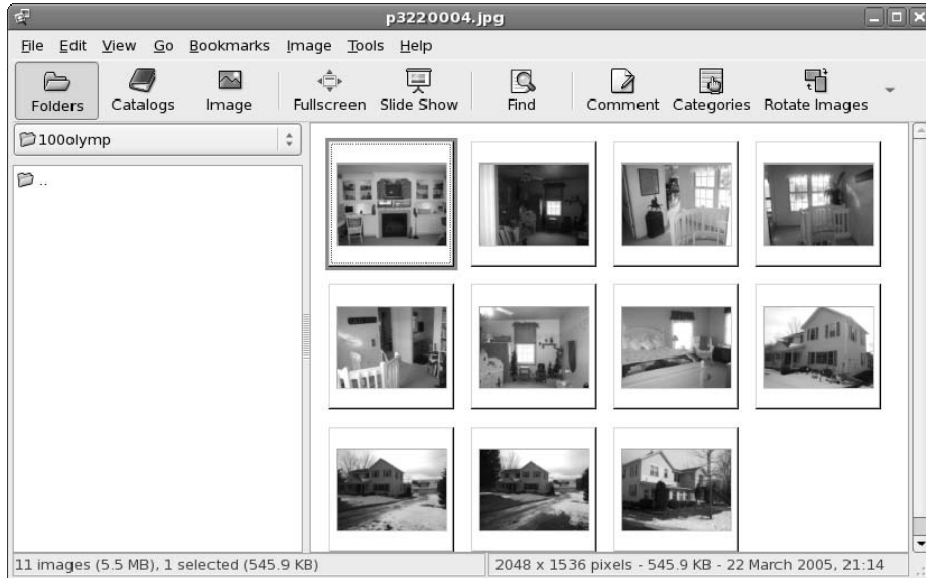 p3220004.jpg
File Edit View Go Bookmarks Image Tools Help
Folders Catalogs Image Fullscreen Slide Show Find Comment Categories Rotate Images
100olymp
..
11 images (5.5 MB), 1 selected (545.9 KB) 2048 x 1536 pixels - 545.9 KB - 22 March 2005, 21:14